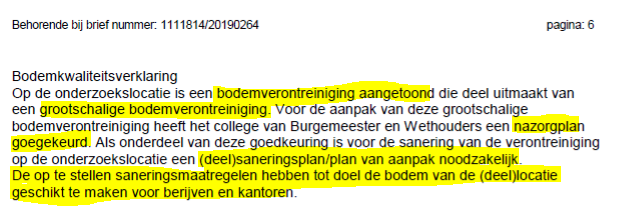 Behorende bij brief nummer: 1111814/20190264 pagina: 6
Bodemkwaliteitsverklaring
Op de onderzoekslocatie is een bodemverontreiniging aangetoond die deel uitmaakt van
een grootschalige bodemverontreiniging. Voor de aanpak van deze grootschalige
bodemverontreiniging heeft het college van Burgemeester en Wethouders een nazorgplan
goegekeurd. Als onderdeel van deze goedkeuring is voor de sanering van de verontreiniging
op de onderzoekslocatie een (deel)saneringsplan/plan van aanpak noodzakelijk.
De op te stellen saneringsmaatregelen hebben tot doel de bodem van de (deel)locatie
geschikt te maken voor berijven en kantoren.